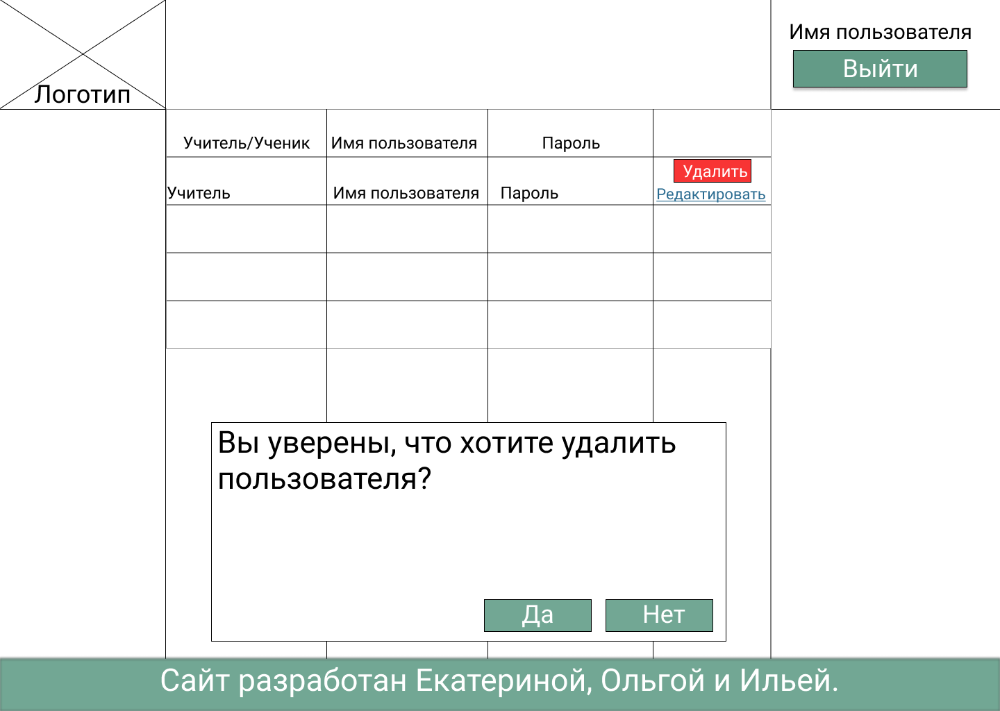 Логотип
Имя пользователя
Выйти
Учитель/Ученик Имя пользователя Пароль
Удалить
Учитель Имя пользователя Пароль Редактировать
Вы уверены, что хотите удалить
пользователя?
Да Нет
Сайт разработан Екатериной, Ольгой и Ильей.